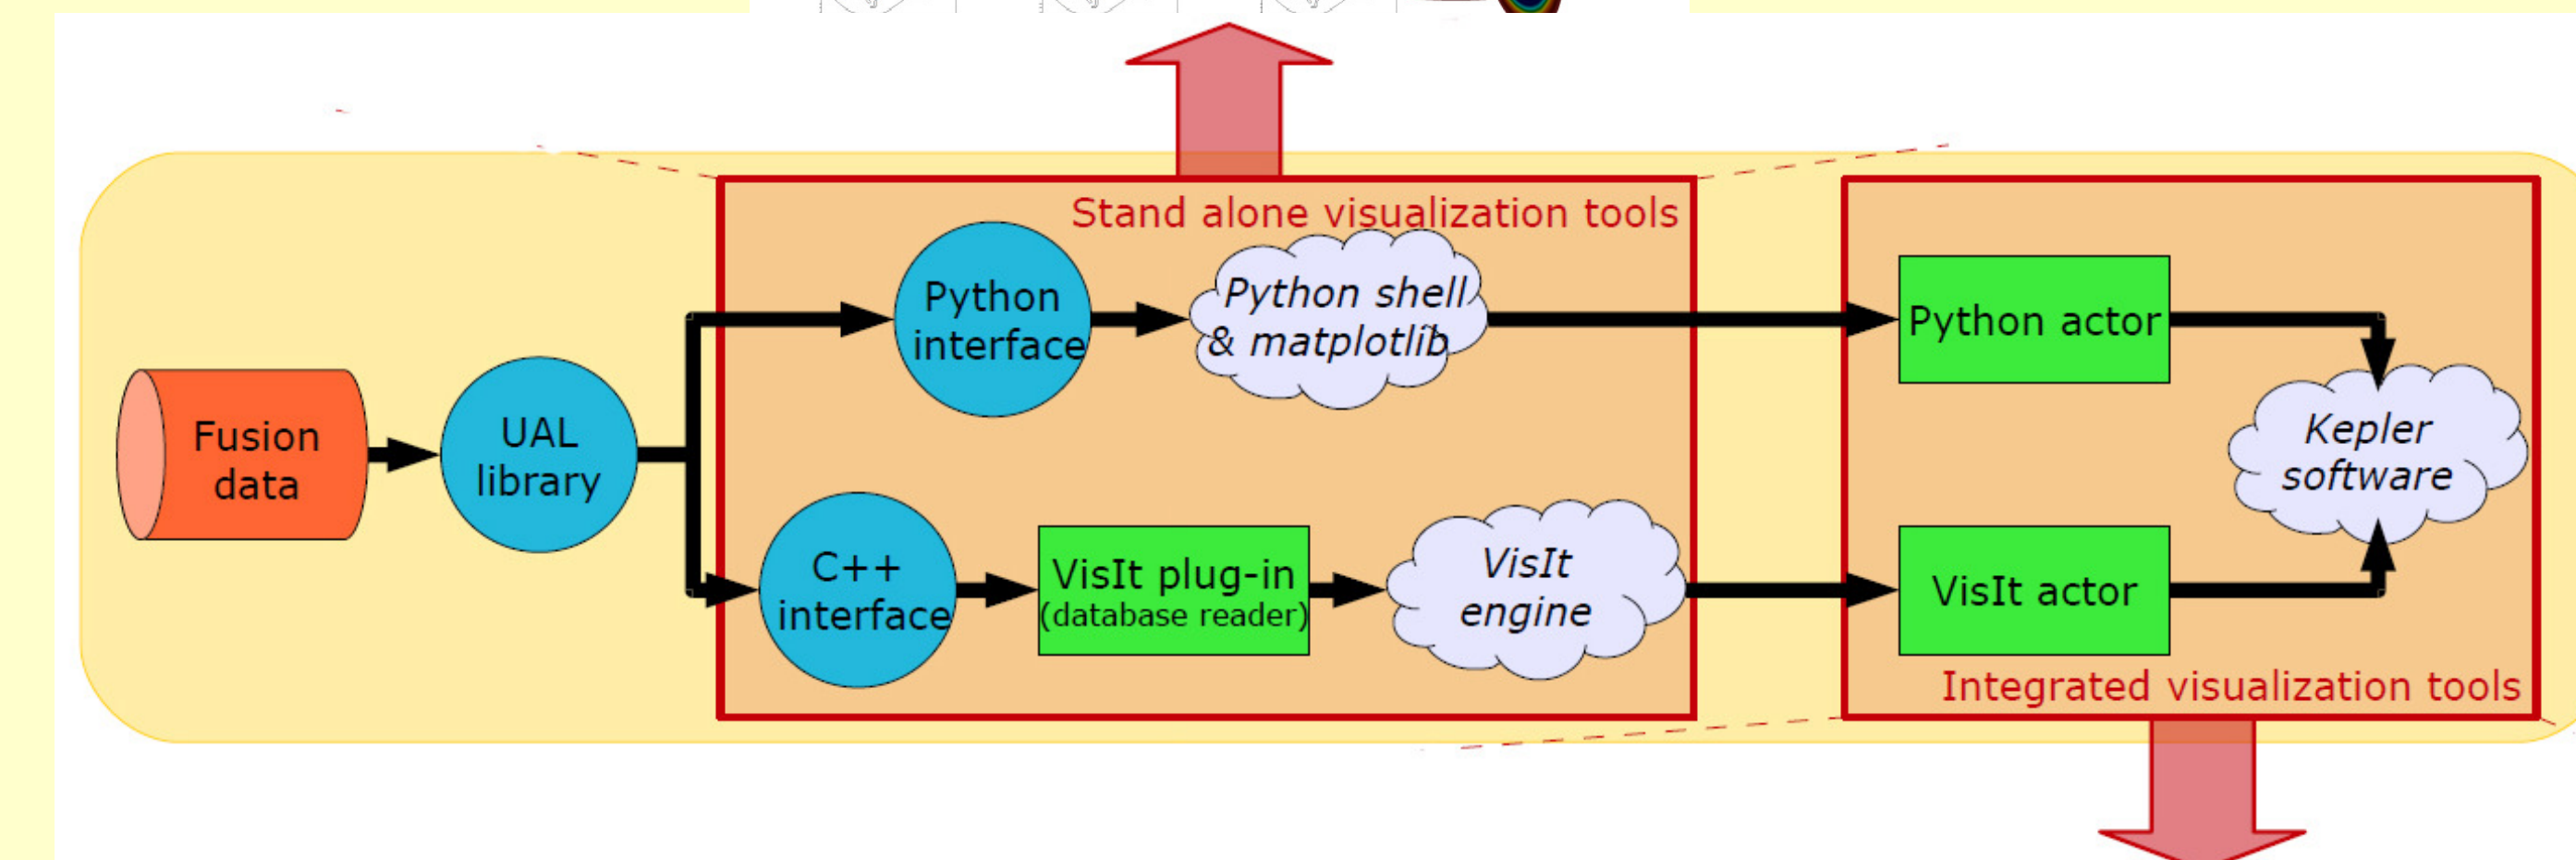 Stand alone visualization tools
Python
interface
Python shell
& matplotlib
Python actor
Fusion
data
UAL
library
Kepler
software
C++
interface
VisIt plug-in
(database reader)
VisIt
engine
VisIt actor
Integrated visualization tools